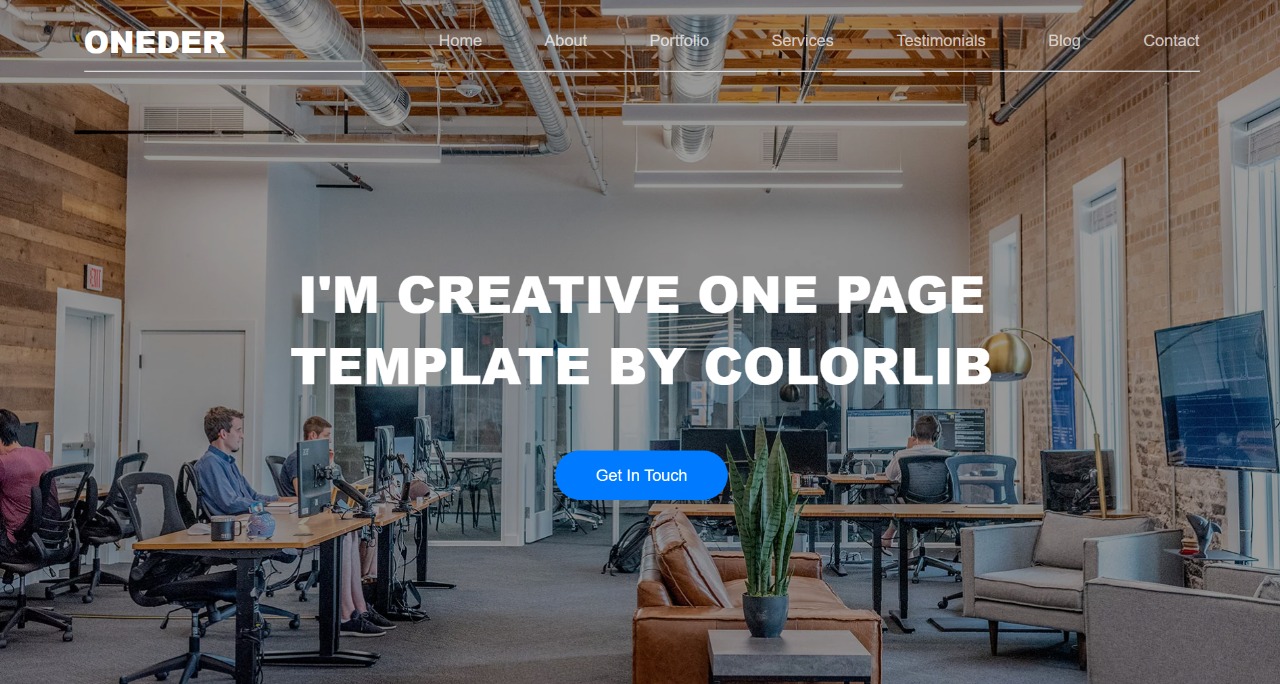 ONEDER
Home About Portfolio Services Testimonials Blog Contact
EXIT
I'M CREATIVE ONE PAGE
TEMPLATE BY COLORLIB
Get In Touch